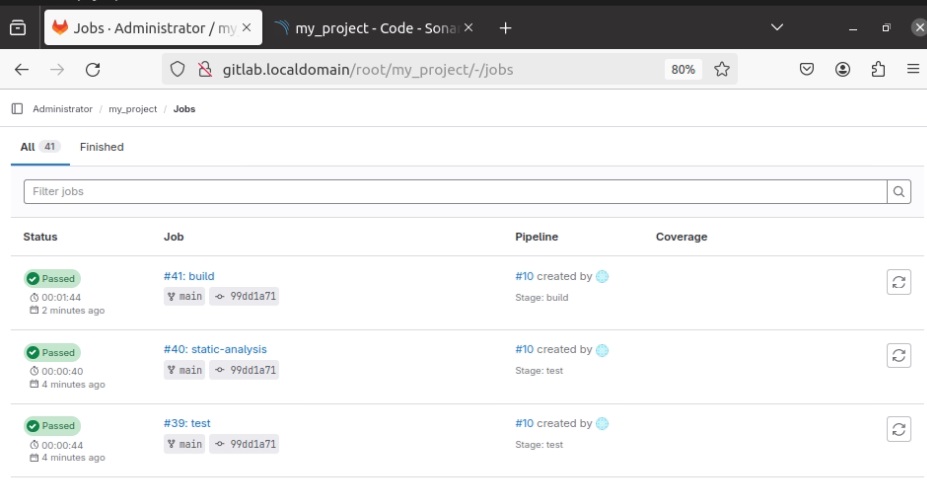 Jobs · Administrator / my
my_project - Code - Sonar
gitlab.localdomain/root/my_project/-/jobs
80%
Administrator / my_project / Jobs
All 41 Finished
Filter jobs
Status Job Pipeline Coverage
Passed #41: build #10 created by
00:01:44 main 99dd1a71 Stage: build
2 minutes ago
Passed #40: static-analysis #10 created by
00:00:40 main 99dd1a71 Stage: test
4 minutes ago
Passed #39: test #10 created by
00:00:44 main 99dd1a71 Stage: test
4 minutes ago